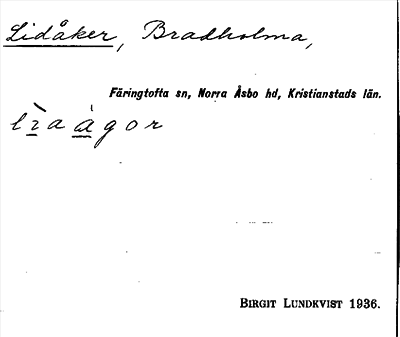 Lidåker, Bradholma,
Färingtofta sn, Norra Åsbo hd, Kristianstads län.
BIRGIT LUNDKVIST 1936.